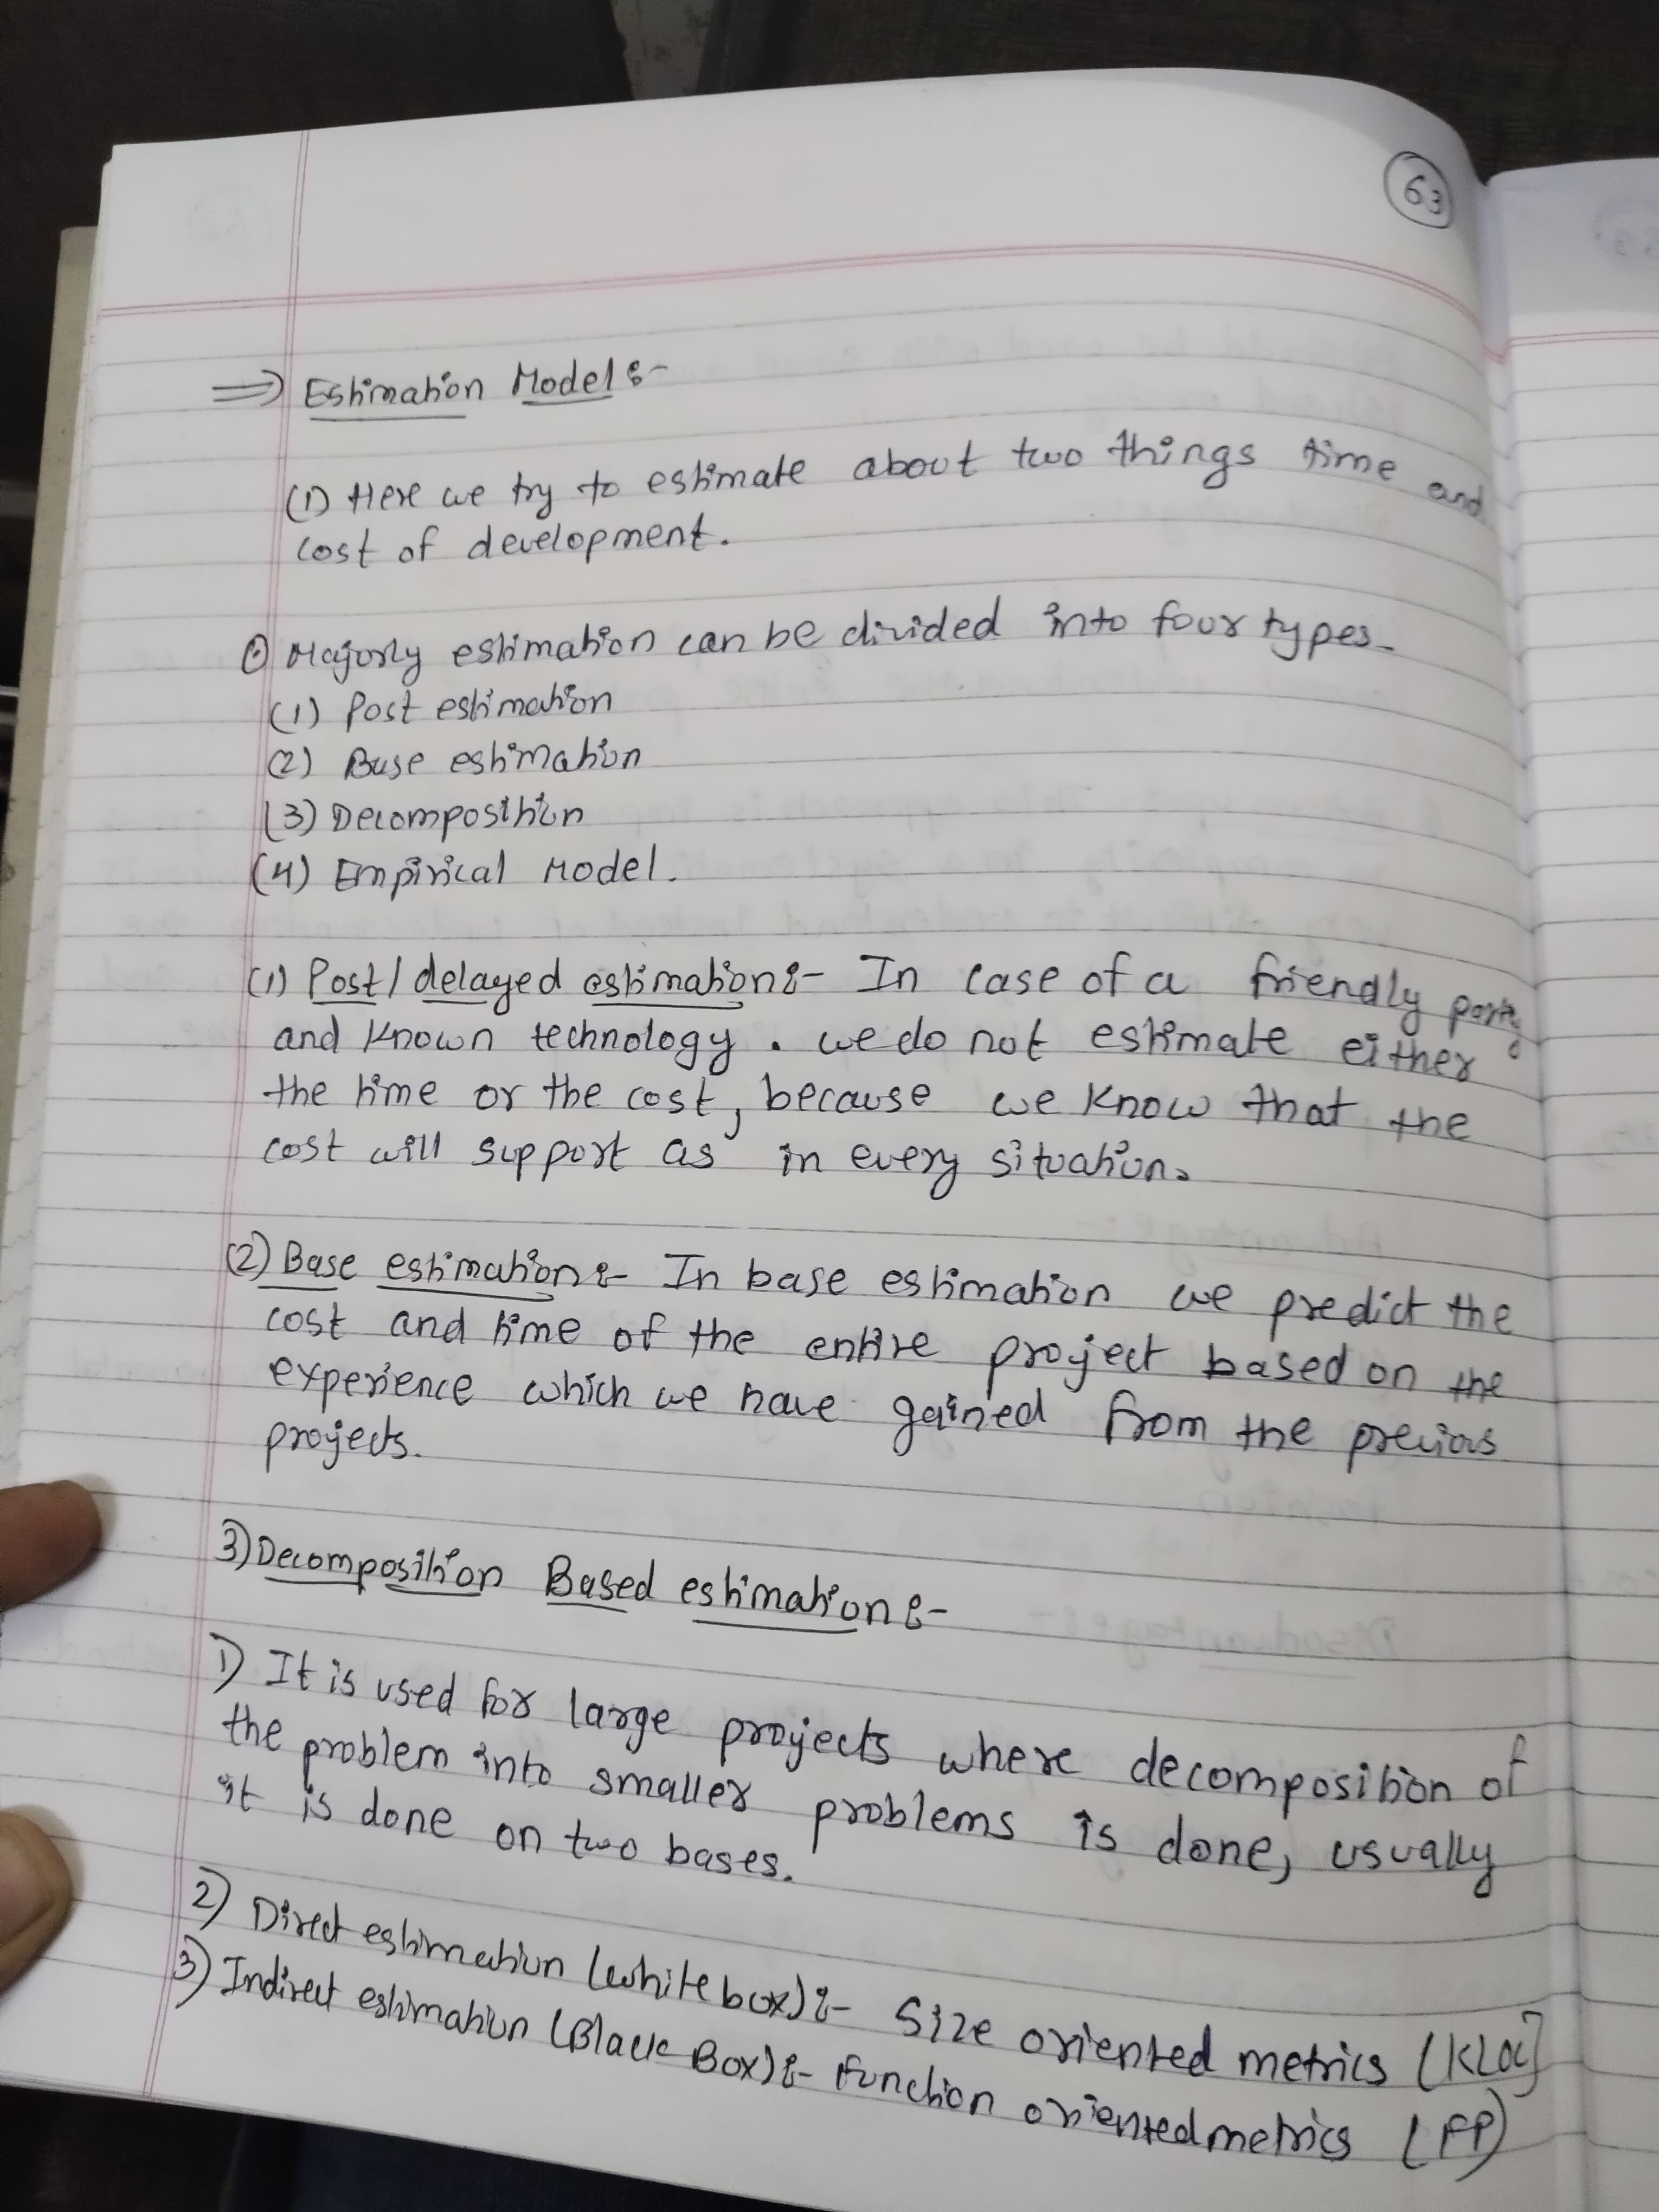 63
⇒ Estimation Model :-
(1) Here we try to estimate about two things time and
cost of development.
⊙ Majorly estimation can be divided into four types-
(1) Post estimation
(2) Base estimation
(3) Decomposition
(4) Empirical Model.
(1) Post/delayed estimation :- In case of a friendly party
and known technology. we do not estimate either
the time or the cost, because we know that the
cost will support as in every situation.
(2) Base estimation :- In base estimation we predict the
cost and time of the entire project based on the
experience which we have gained from the previous
projects.
3) Decomposition Based estimation :-
1) It is used for large projects where decomposition of
the problem into smaller problems is done, usually
it is done on two bases.
2) Direct estimation (white box) :- Size oriented metrics (KLOC)
3) Indirect estimation (Black Box) :- Function oriented metrics (FP)